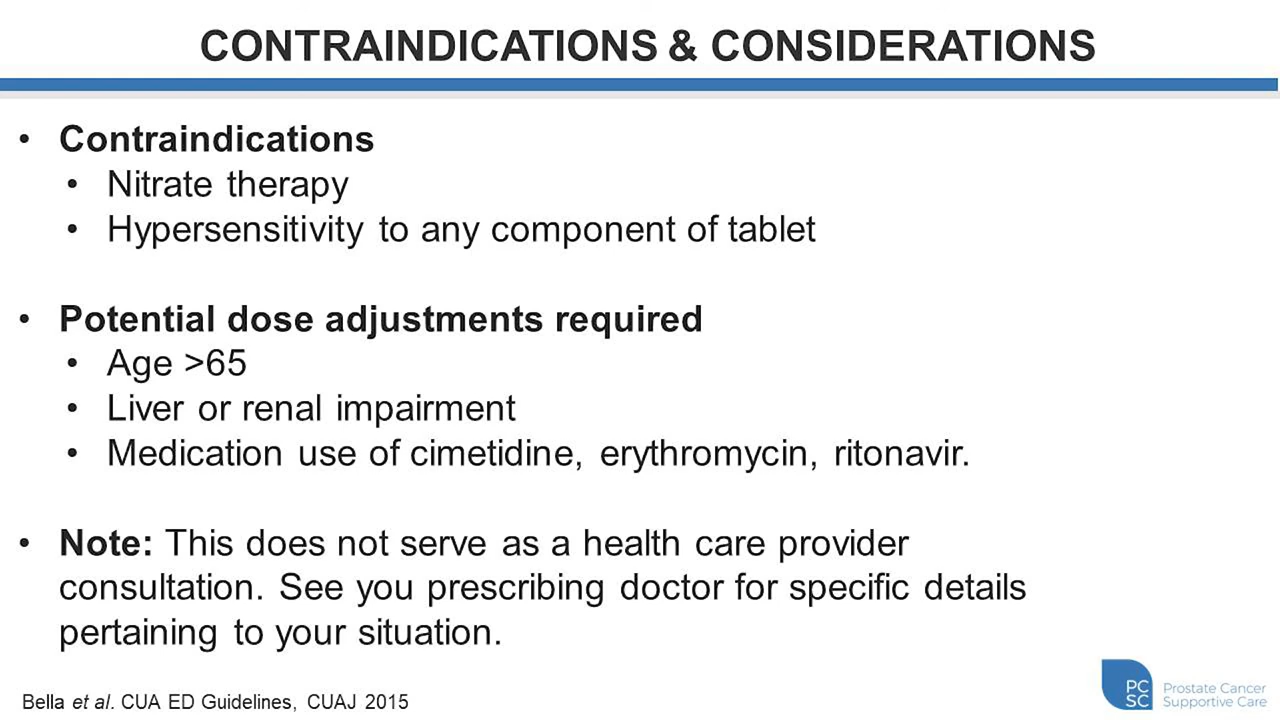 CONTRAINDICATIONS & CONSIDERATIONS
• Contraindications
• Nitrate therapy
• Hypersensitivity to any component of tablet
• Potential dose adjustments required
• Age >65
• Liver or renal impairment
• Medication use of cimetidine, erythromycin, ritonavir.
• Note: This does not serve as a health care provider
consultation. See you prescribing doctor for specific details
pertaining to your situation.
Bella et al. CUA ED Guidelines, CUAJ 2015
PC
SC
Prostate Cancer
Supportive Care